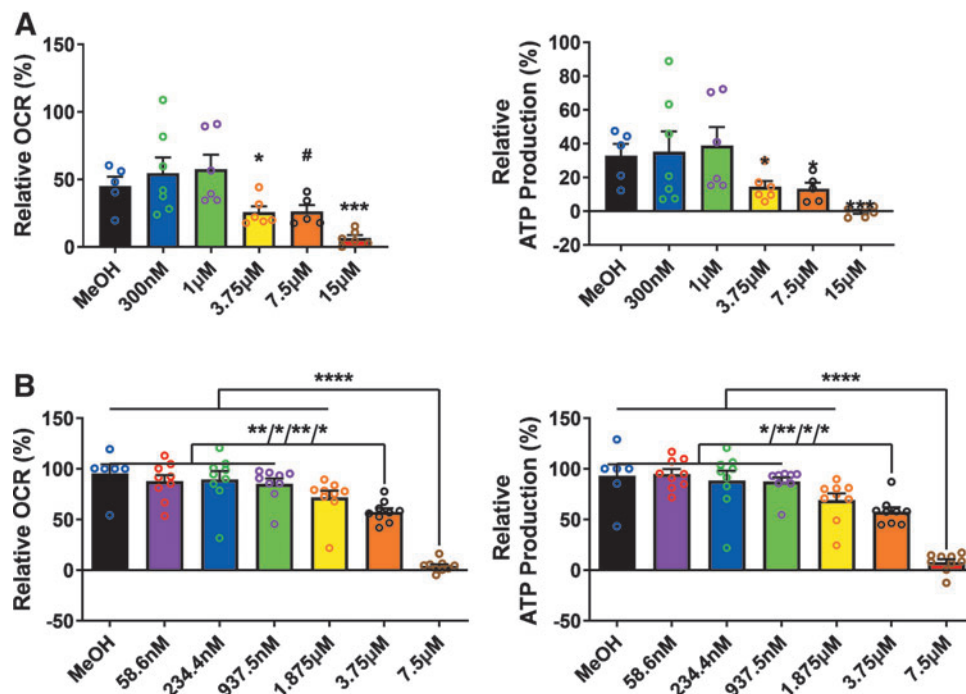 A
Relative OCR (%)
150
100
50
0
*
#
***
MeOH
300nM
1µM
3.75µM
7.5µM
15µM
Relative
ATP Production (%)
100
80
60
40
20
0
-20
*
*
***
MeOH
300nM
1µM
3.75µM
7.5µM
15µM
B
Relative OCR (%)
150
100
50
0
-50
****
**/*/**/*
MeOH
58.6nM
234.4nM
937.5nM
1.875µM
3.75µM
7.5µM
Relative
ATP Production (%)
150
100
50
0
-50
****
*/**/*/*
MeOH
58.6nM
234.4nM
937.5nM
1.875µM
3.75µM
7.5µM